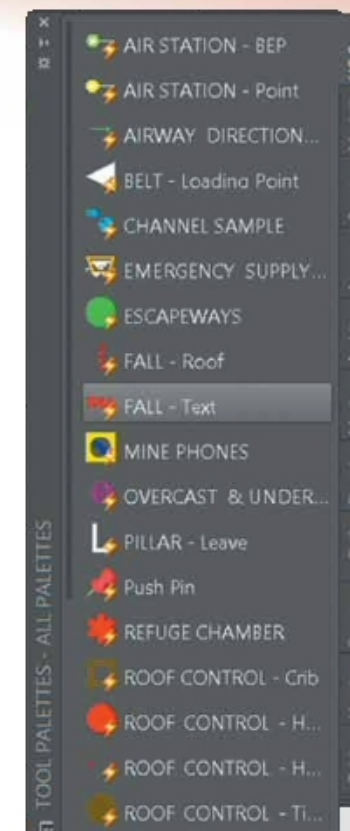 AIR STATION - BEP
AIR STATION - Point
AIRWAY DIRECTION...
BELT - Loading Point
CHANNEL SAMPLE
EMERGENCY SUPPLY...
ESCAPEWAYS
FALL - Roof
FALL - Text
MINE PHONES
OVERCAST & UNDER...
PILLAR - Leave
Push Pin
REFUGE CHAMBER
ROOF CONTROL - Crib
ROOF CONTROL - H...
ROOF CONTROL - H...
ROOF CONTROL - Ti...
TOOL PALETTES - ALL PALETTES